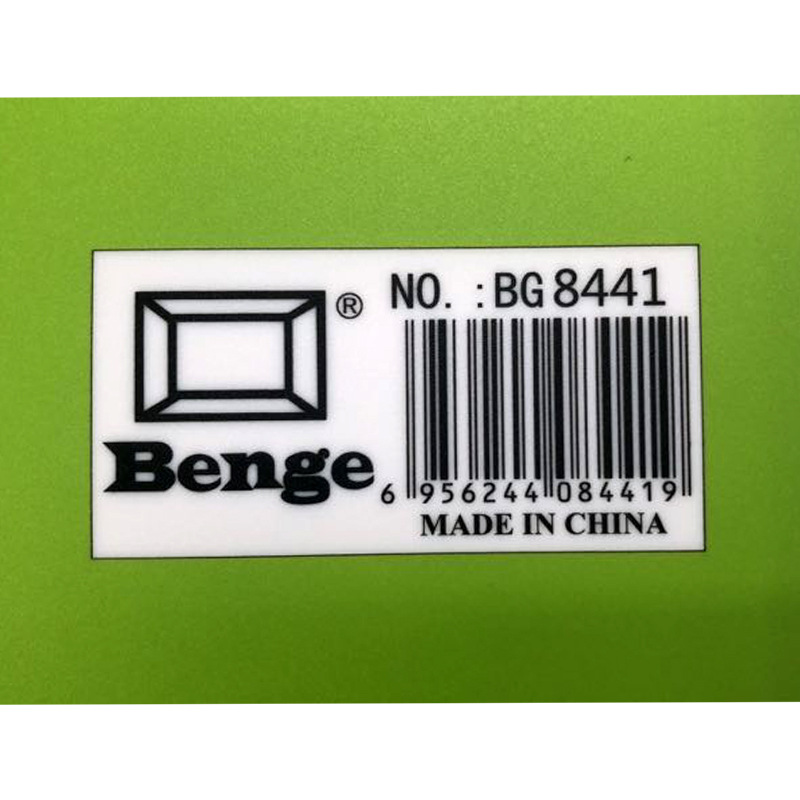 ®
NO. :BG8441
Benge
6 956244 084419
MADE IN CHINA